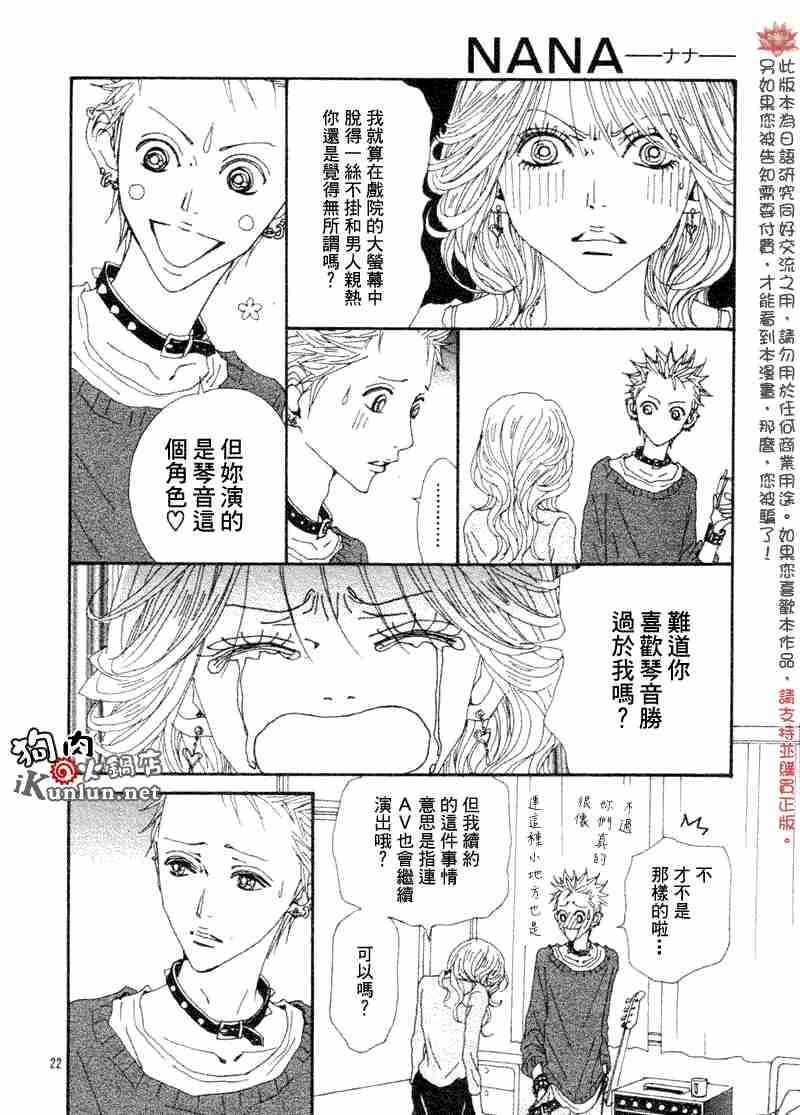 NANA—ナナ—
我就算在戲院的大螢幕中
脫得一絲不掛和男人親熱
你還是覺得無所謂嗎？
但妳演的
是琴音這
個角色♡
………
難道你
喜歡琴音勝
過於我嗎？
不
才不是
那樣的啦…
不過
妳們真的
很像
連這種小地方也是
但我續約
的這件事情
意思是指連
AV也會繼續
演出哦？
可以嗎？
22
狗肉
火鍋店
iKunlun.net
此版本為日語研究同好交流之用，請勿用於任何商業用途。如果您喜歡本作品，請支持並購買正版。
另如果您被告知需要付費，才能看到本漫畫，那麼，您被騙了！